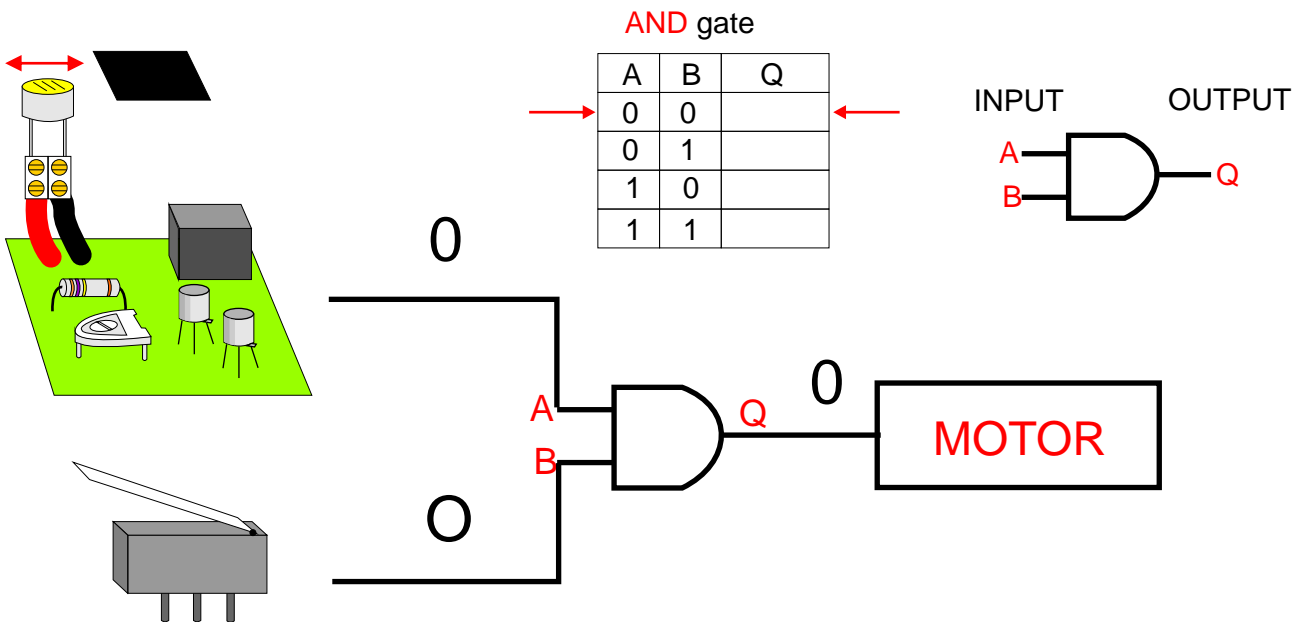 AND gate
A B Q
0 0
0 1
1 0
1 1
INPUT OUTPUT
A
B
Q
0
A
B
O
Q
0
MOTOR